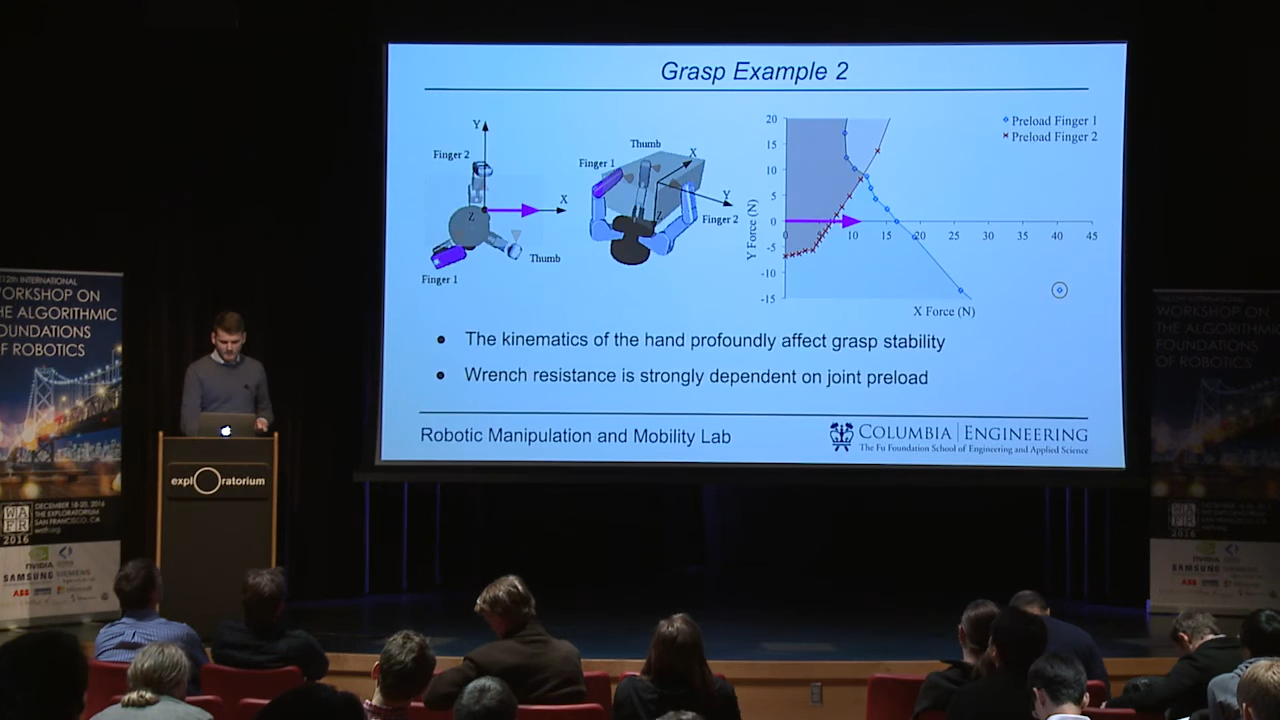 Grasp Example 2
Y
Finger 2
X
Z
Finger 1
Thumb
Thumb
Finger 1
X
Y
Z
Finger 2
Preload Finger 1
Preload Finger 2
Y Force (N)
20
15
10
5
0
-5
-10
-15
0
10
15
20
25
30
35
40
45
X Force (N)
The kinematics of the hand profoundly affect grasp stability
Wrench resistance is strongly dependent on joint preload
Robotic Manipulation and Mobility Lab
COLUMBIA | ENGINEERING
The Fu Foundation School of Engineering and Applied Science
12th INTERNATIONAL
WORKSHOP ON
THE ALGORITHMIC
FOUNDATIONS
OF ROBOTICS
WAFR
2016
DECEMBER 18-20, 2016
THE EXPLORATORIUM
SAN FRANCISCO, CA
NVIDIA
SAMSUNG SIEMENS
ABB
exploratorium
WORKSHOP ON
THE ALGORITHMIC
FOUNDATIONS
OF ROBOTICS
2016
SAMSUNG
ABB